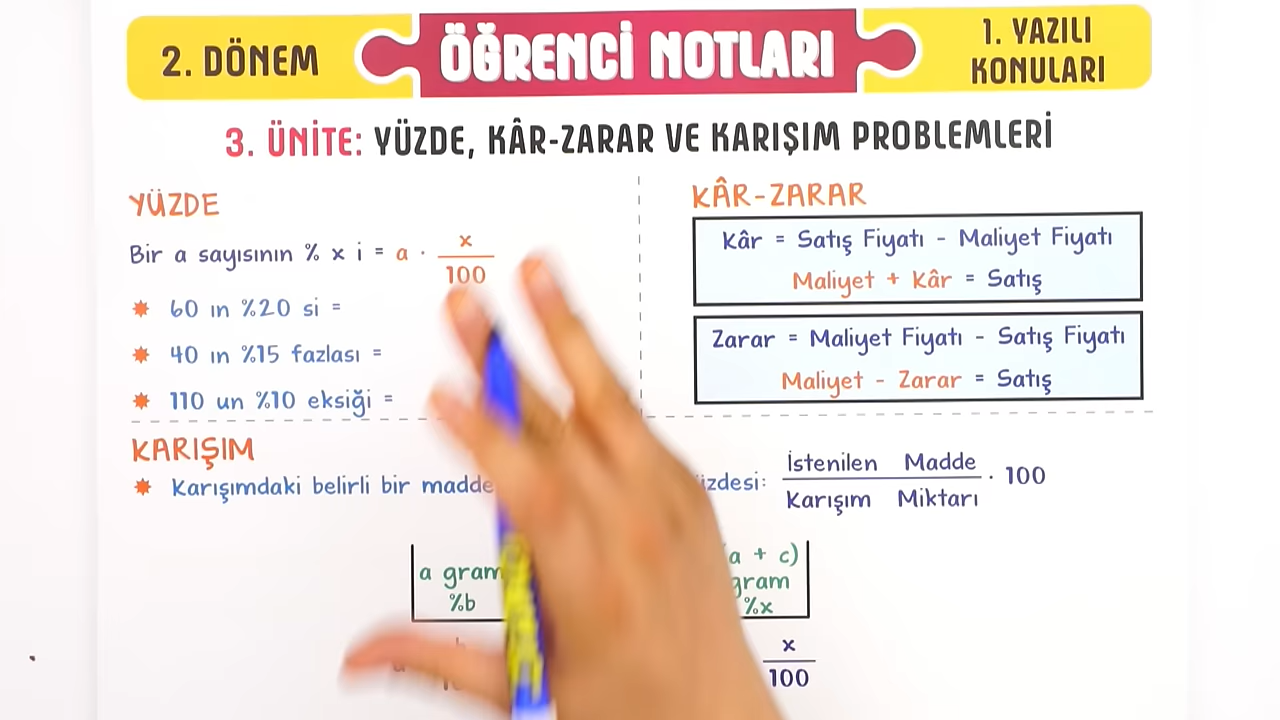 2. DÖNEM
ÖĞRENCİ NOTLARI
1. YAZILI
KONULARI
3. ÜNİTE: YÜZDE, KÂR-ZARAR VE KARIŞIM PROBLEMLERİ
YÜZDE
Bir a sayısının % x i = a · x
100
60 ın %20 si =
40 ın %15 fazlası =
110 un %10 eksiği =
KÂR-ZARAR
Kâr = Satış Fiyatı - Maliyet Fiyatı
Maliyet + Kâr = Satış
Zarar = Maliyet Fiyatı - Satış Fiyatı
Maliyet - Zarar = Satış
KARIŞIM
Karışımdaki belirli bir madde
İstenilen Madde
Karışım Miktarı
· 100
a gram
%b
a + c)
gram
%x
x
100